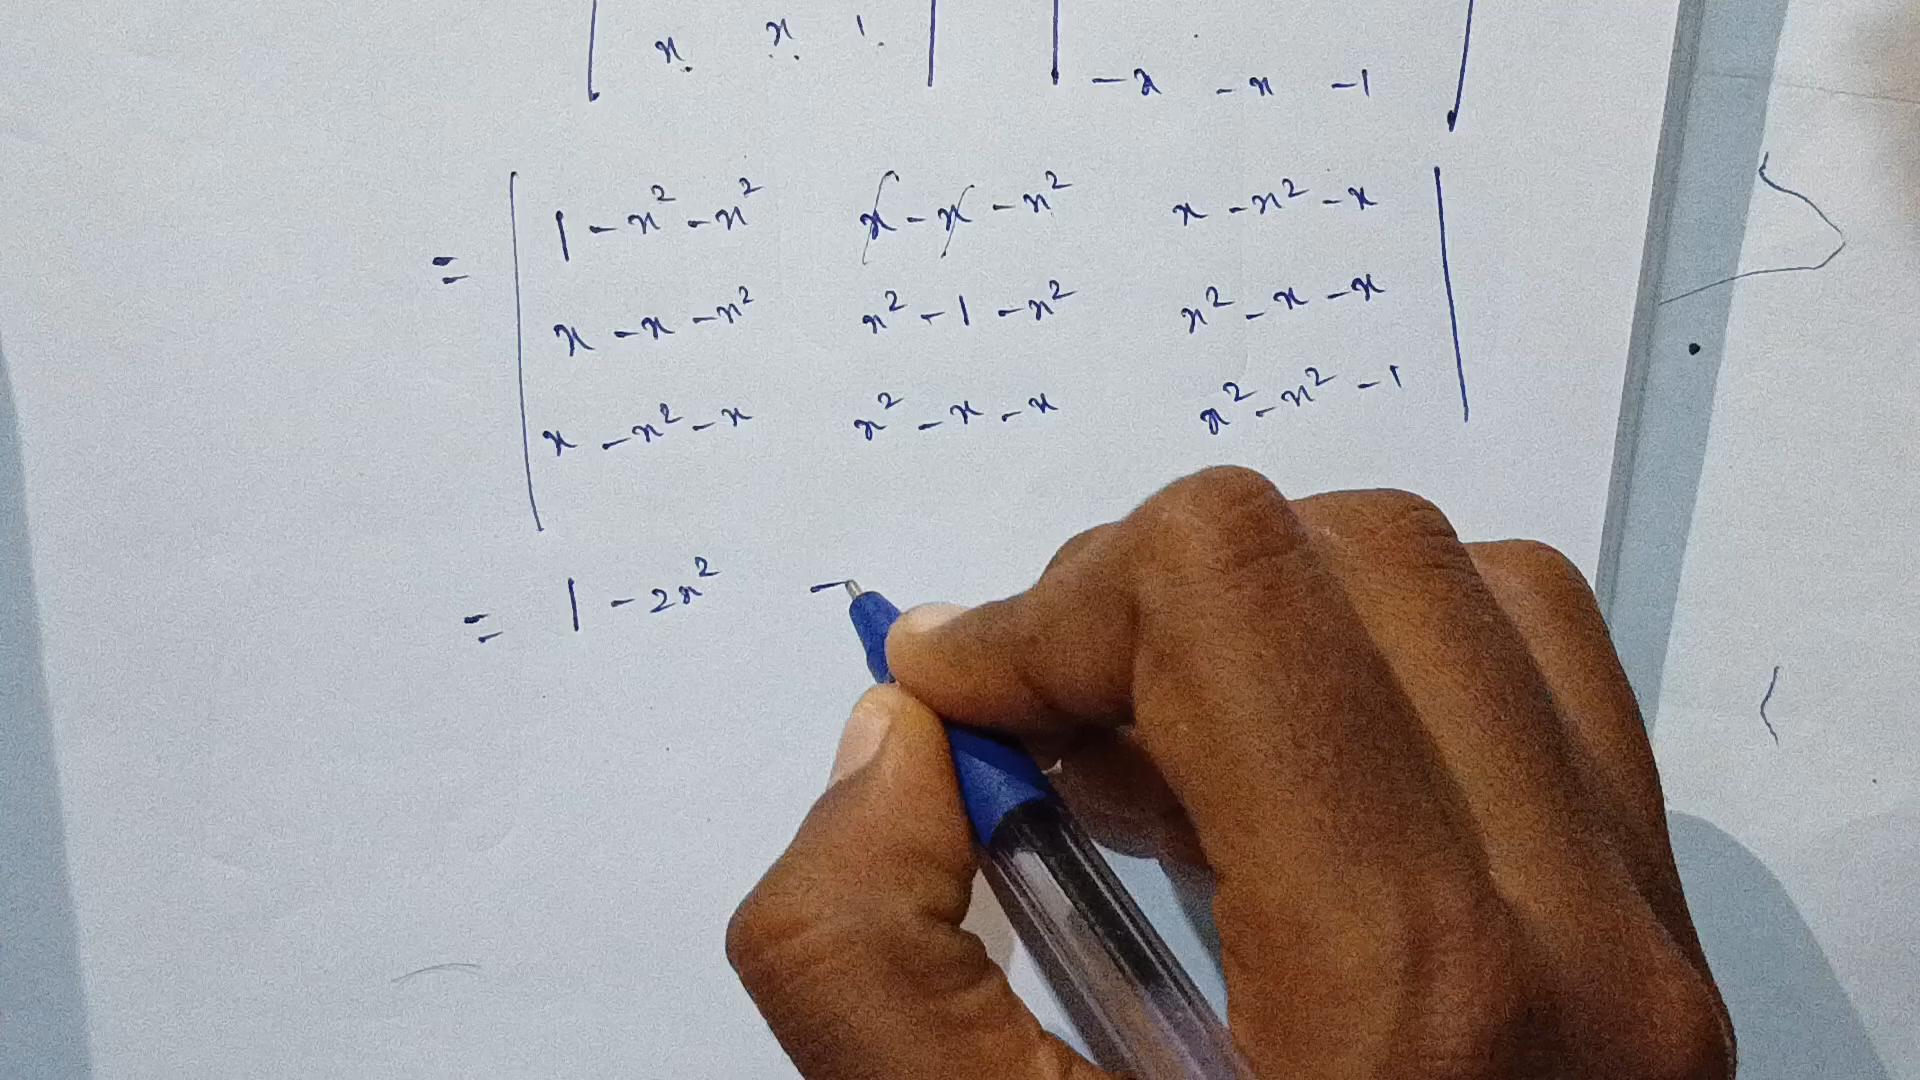 x x 1
-x -x -1
= | 1 - x² - x² x - x - x² x - x² - x |
x - x - x² x² - 1 - x² x² - x - x
x - x² - x x² - x - x x² - x² - 1
= 1 - 2x² -